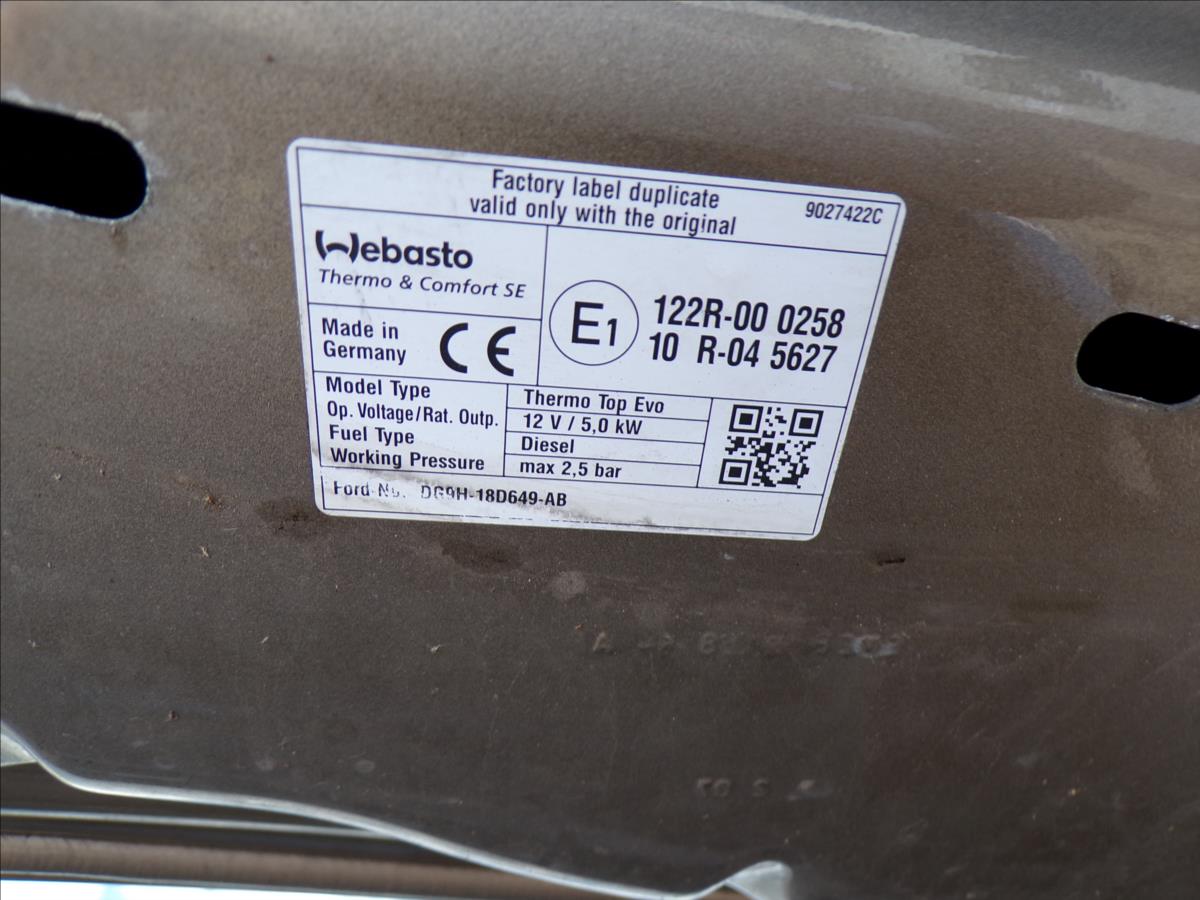 Factory label duplicate
valid only with the original
9027422C
Webasto
Thermo & Comfort SE
Made in
Germany
CE
E1
122R-00 0258
10 R-04 5627
Model Type
Thermo Top Evo
Op. Voltage/Rat. Outp.
12 V / 5,0 kW
Fuel Type
Diesel
Working Pressure
max 2,5 bar
Ford-No. DG9H-18D649-AB